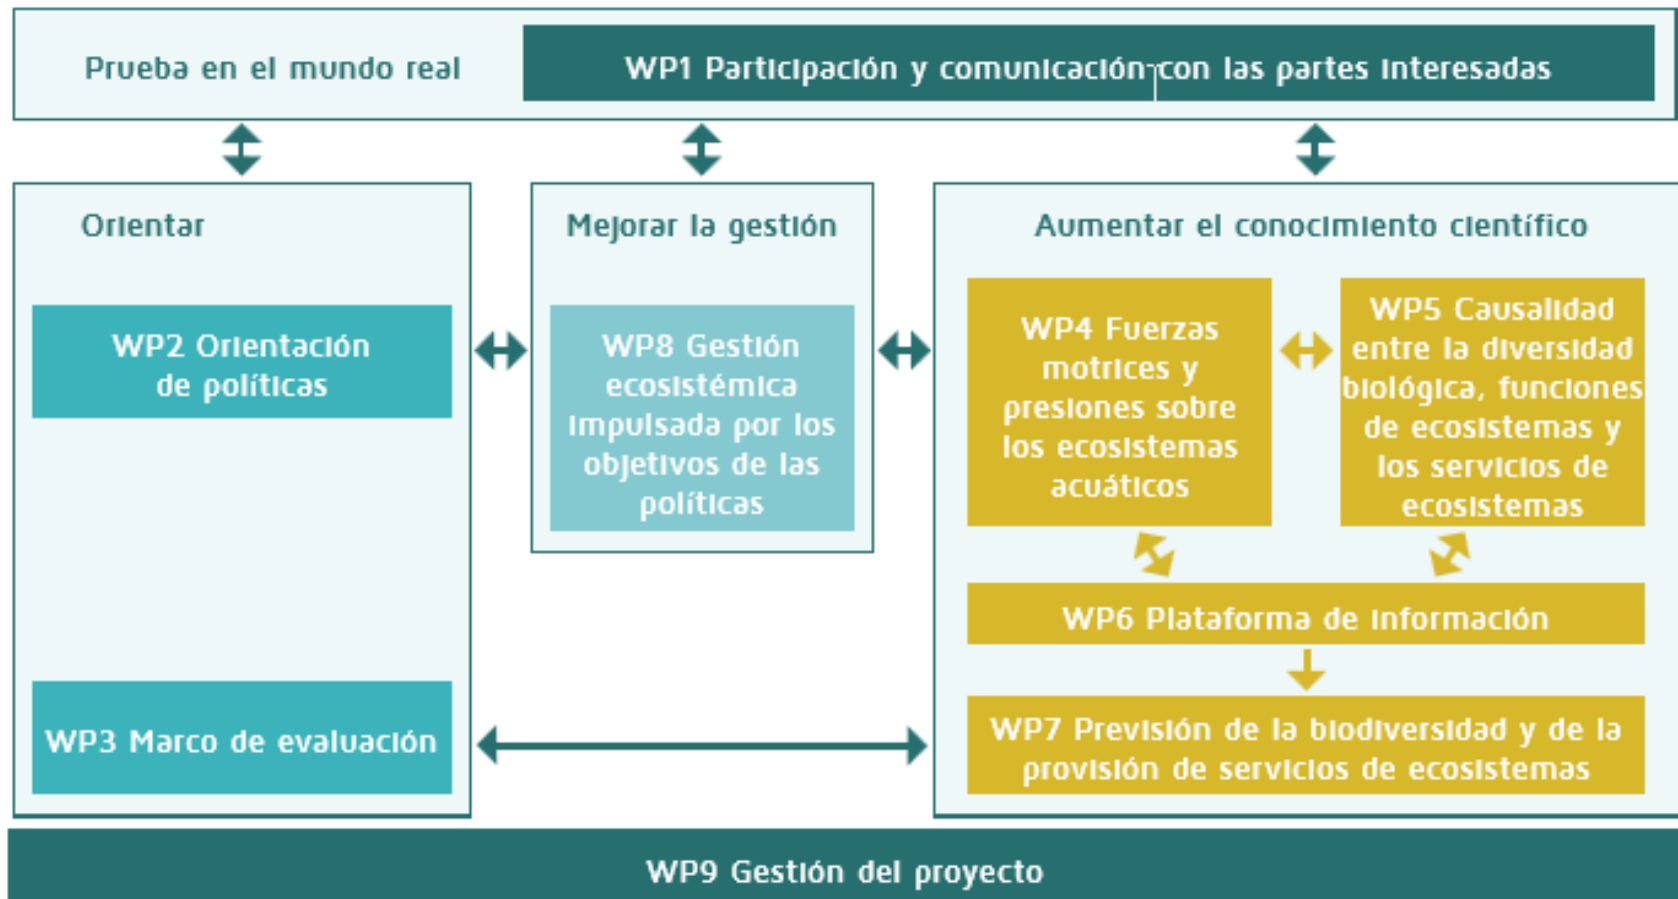 Prueba en el mundo real
WP1 Participación y comunicación con las partes interesadas
Orientar
WP2 Orientación
de políticas
WP3 Marco de evaluación
Mejorar la gestión
WP8 Gestión
ecosistémica
impulsada por los
objetivos de las
políticas
Aumentar el conocimiento científico
WP4 Fuerzas
motrices y
presiones sobre
los ecosistemas
acuáticos
WP5 Causalidad
entre la diversidad
biológica, funciones
de ecosistemas y
los servicios de
ecosistemas
WP6 Plataforma de información
WP7 Previsión de la biodiversidad y de la
provisión de servicios de ecosistemas
WP9 Gestión del proyecto